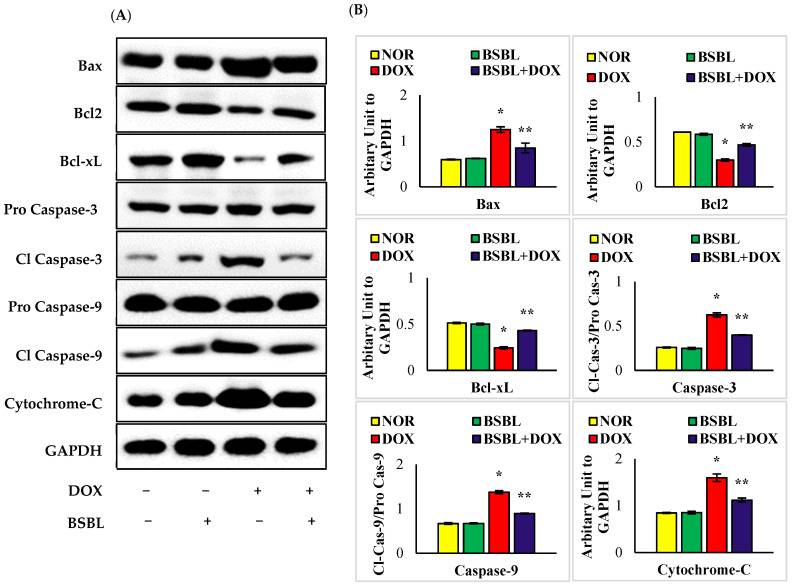 (A)
Bax
Bcl2
Bcl-xL
Pro Caspase-3
Cl Caspase-3
Pro Caspase-9
Cl Caspase-9
Cytochrome-C
GAPDH
DOX – – + +
BSBL – + – +
(B)
NOR BSBL
DOX BSBL+DOX
Arbitary Unit to
GAPDH
2
1
0
*
**
Bax
NOR BSBL
DOX BSBL+DOX
Arbitary Unit to
GAPDH
1
0.5
0
*
**
Bcl2
NOR BSBL
DOX BSBL+DOX
Arbitary Unit to
GAPDH
1
0.5
0
*
**
Bcl-xL
NOR BSBL
DOX BSBL+DOX
Cl-Cas-3/Pro Cas-3
1
0.5
0
*
**
Caspase-3
NOR BSBL
DOX BSBL+DOX
Cl-Cas-9/Pro Cas-9
2
1
0
*
**
Caspase-9
NOR BSBL
DOX BSBL+DOX
Arbitary Unit to
GAPDH
2
1
0
*
**
Cytochrome-C